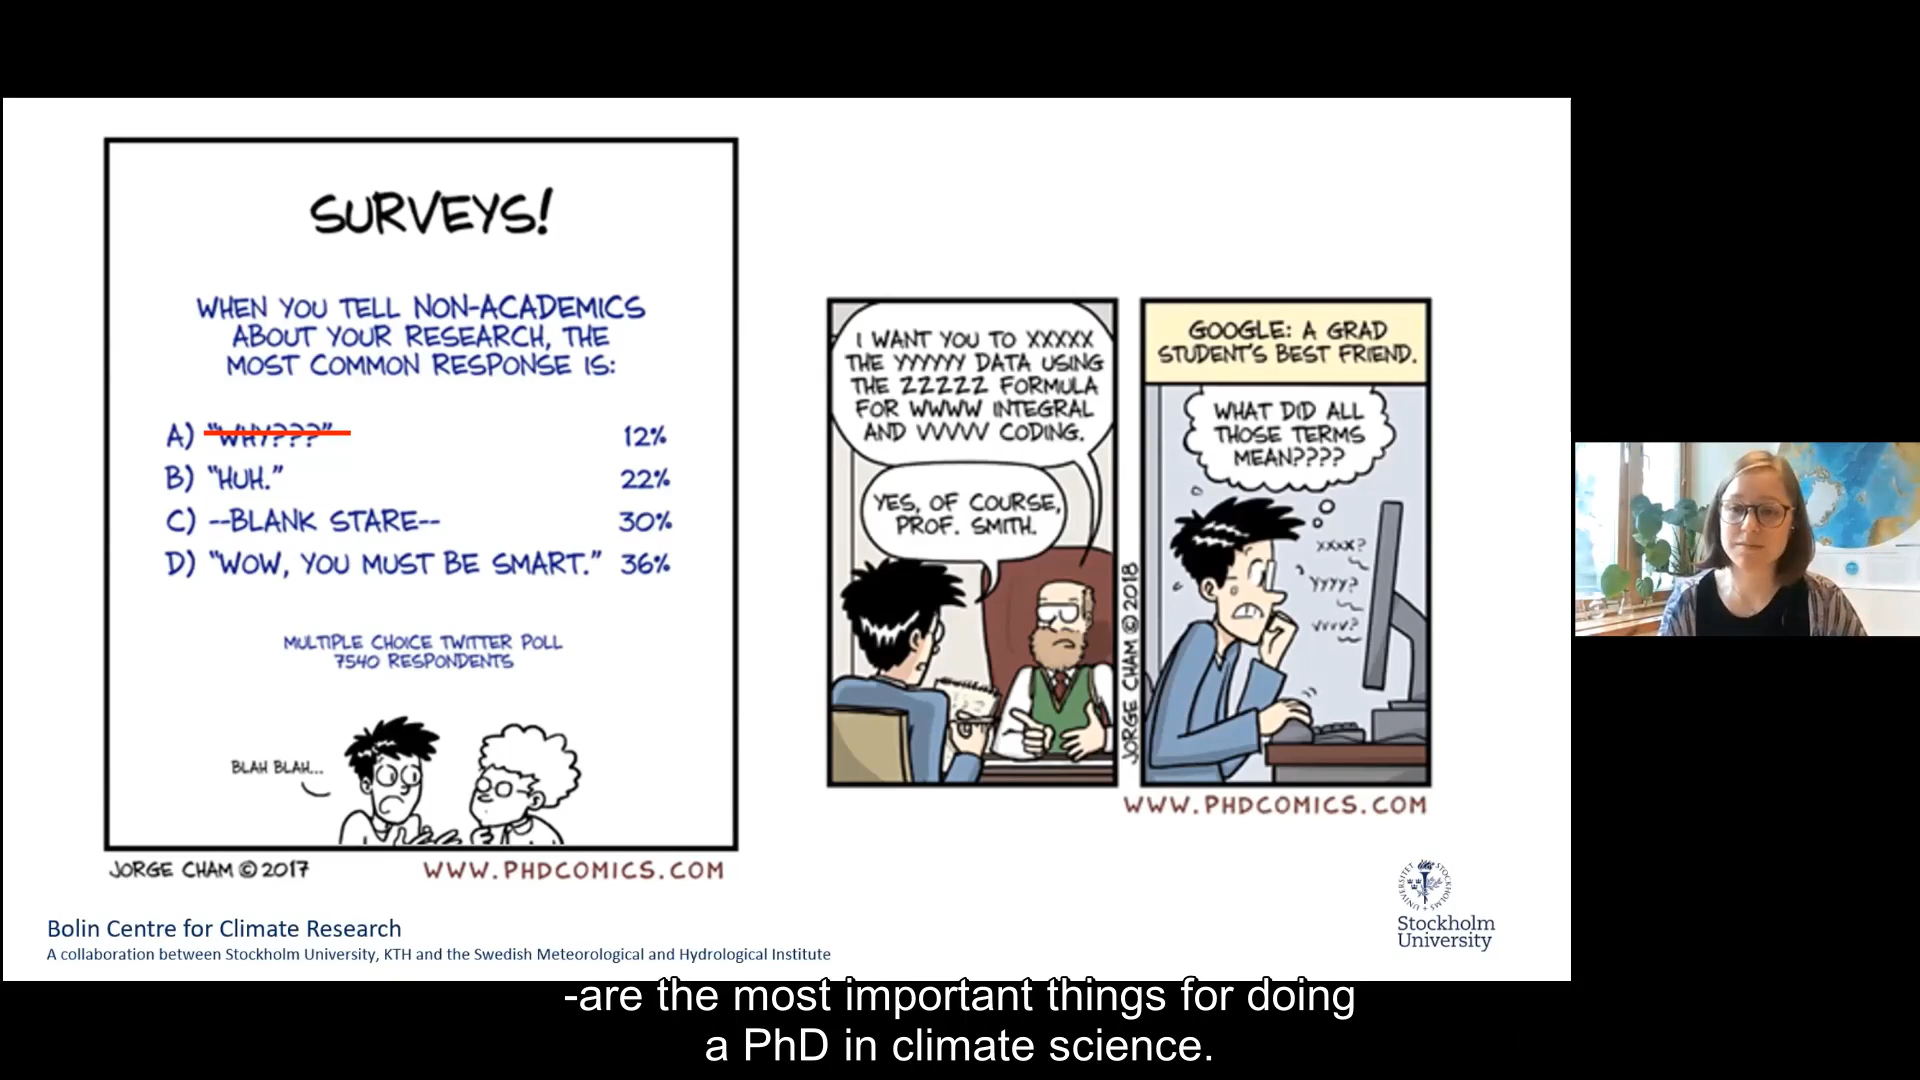 SURVEYS!
WHEN YOU TELL NON-ACADEMICS
ABOUT YOUR RESEARCH, THE
MOST COMMON RESPONSE IS:
A) "WHY???" 12%
B) "HUH." 22%
C) --BLANK STARE-- 30%
D) "WOW, YOU MUST BE SMART." 36%
MULTIPLE CHOICE TWITTER POLL
7540 RESPONDENTS
BLAH BLAH...
JORGE CHAM © 2017
WWW.PHDCOMICS.COM
I WANT YOU TO XXXXX
THE YYYYYY DATA USING
THE ZZZZZ FORMULA
FOR WWWW INTEGRAL
AND VVVVV CODING.
YES, OF COURSE,
PROF. SMITH.
JORGE CHAM © 2018
GOOGLE: A GRAD
STUDENT'S BEST FRIEND.
WHAT DID ALL
THOSE TERMS
MEAN????
XXXX?
YYYY?
VVVV?
WWW.PHDCOMICS.COM
Bolin Centre for Climate Research
A collaboration between Stockholm University, KTH and the Swedish Meteorological and Hydrological Institute
Stockholm
University
-are the most important things for doing
a PhD in climate science.